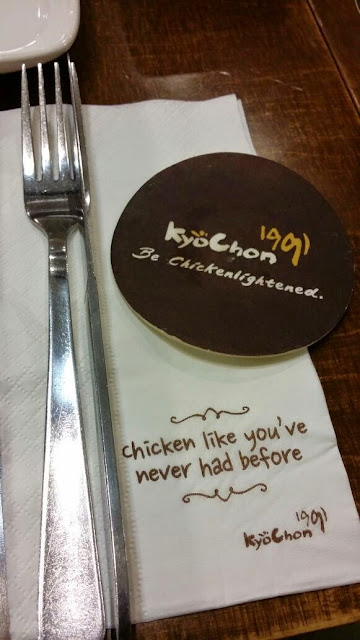 KyoChon 1991
Be Chickenlightened.
chicken like you've
never had before
KyoChon 1991